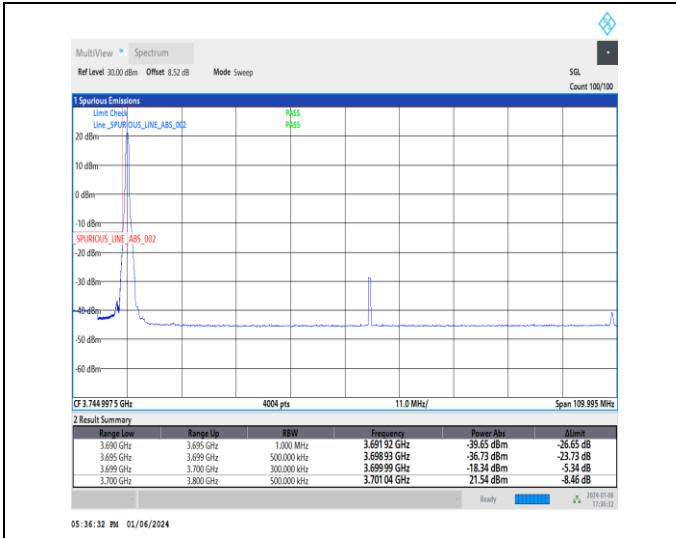 MultiView Spectrum
Ref Level 30.00 dBm Offset 8.52 dB Mode Sweep SGL
Count 100/100
1 Spurious Emissions
Limit Check PASS
Line _SPURIOUS_LINE_ABS_002 PASS
20 dBm
10 dBm
0 dBm
-10 dBm
_SPURIOUS_LINE_ABS_002
-20 dBm
-30 dBm
-40 dBm
-50 dBm
-60 dBm
CF 3.744 997 5 GHz 4004 pts 11.0 MHz/ Span 109.995 MHz
2 Result Summary
Range Low Range Up RBW Frequency Power Abs ΔLimit
3.690 GHz 3.695 GHz 1.000 MHz 3.691 92 GHz -39.65 dBm -26.65 dB
3.695 GHz 3.699 GHz 500.000 kHz 3.698 93 GHz -36.73 dBm -23.73 dB
3.699 GHz 3.700 GHz 300.000 kHz 3.699 99 GHz -18.34 dBm -5.34 dB
3.700 GHz 3.800 GHz 500.000 kHz 3.701 04 GHz 21.54 dBm -8.46 dB
Ready 2024-01-06
17:36:32
05:36:32 PM 01/06/2024